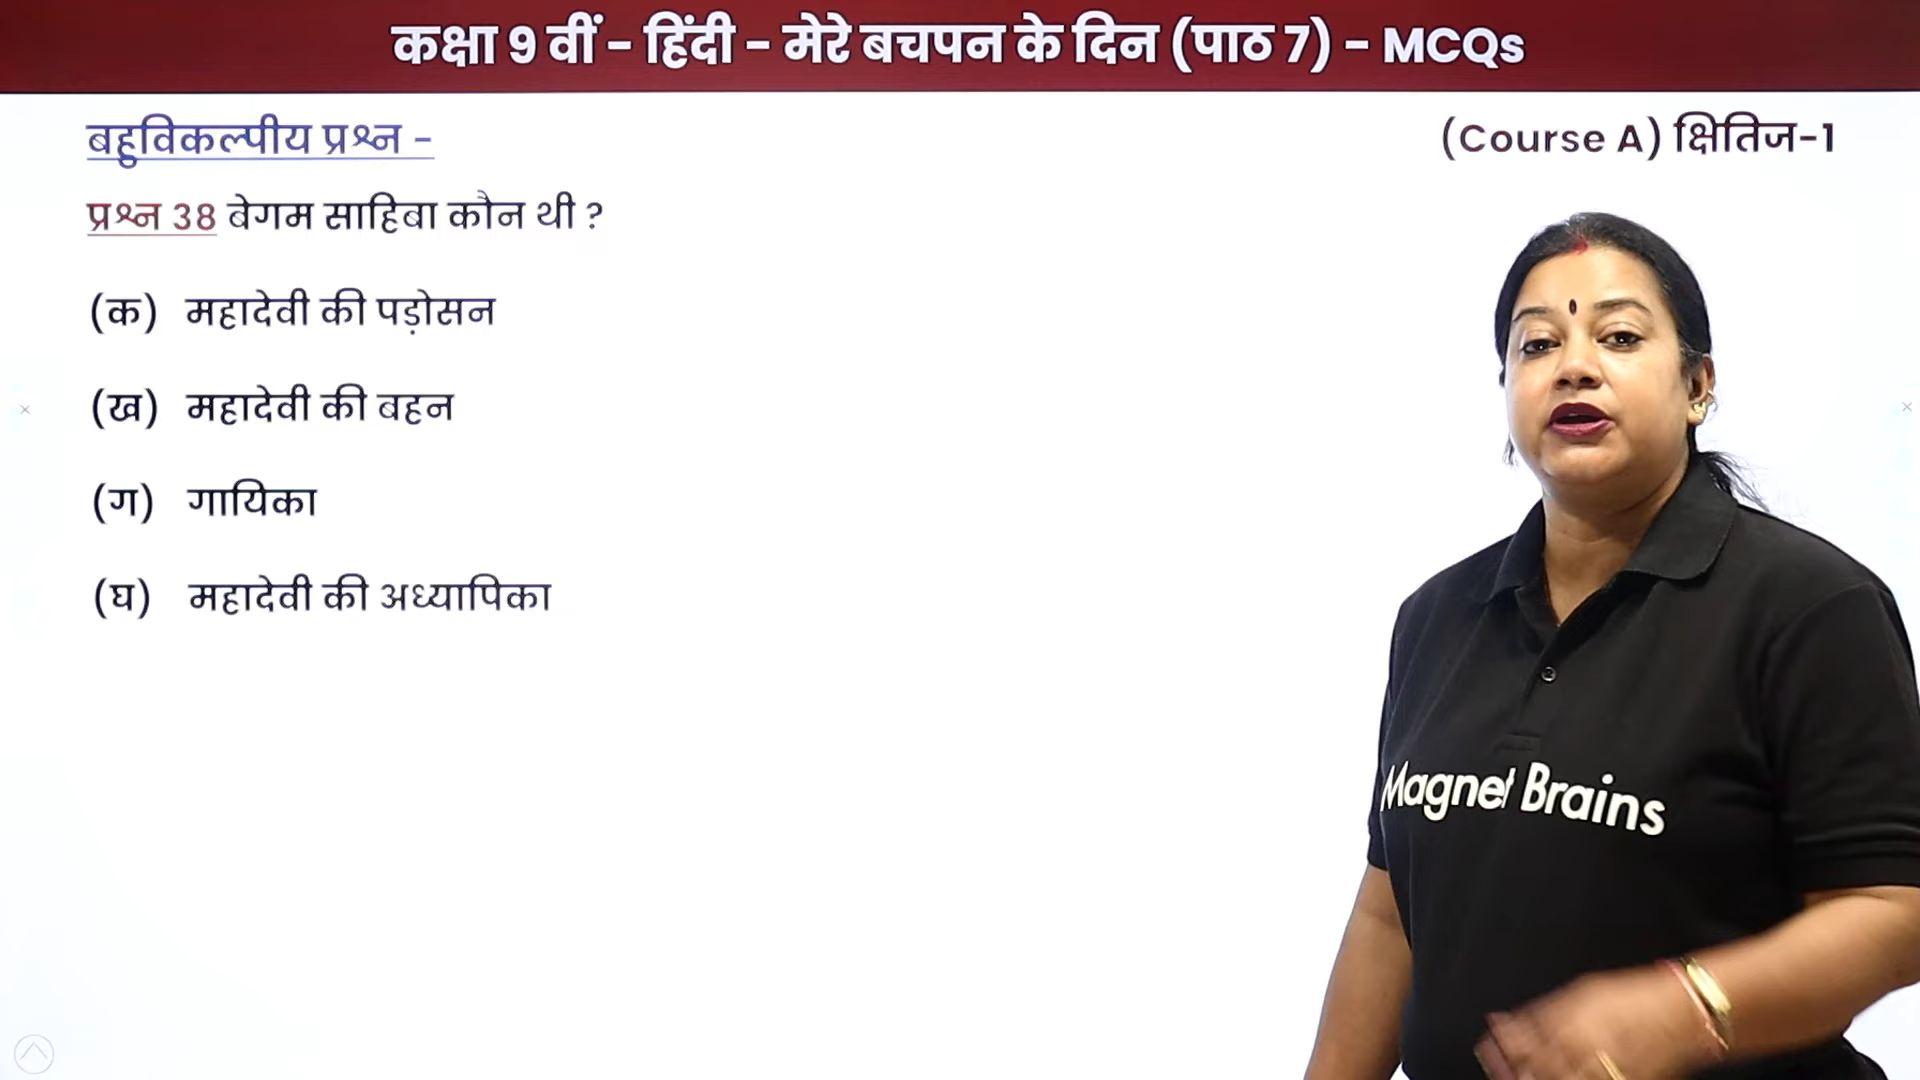 कक्षा 9 वीं - हिंदी - मेरे बचपन के दिन (पाठ 7) - MCQs
बहुविकल्पीय प्रश्न -
(Course A) क्षितिज-1
प्रश्न 38 बेगम साहिबा कौन थी ?
(क) महादेवी की पड़ोसन
(ख) महादेवी की बहन
(ग) गायिका
(घ) महादेवी की अध्यापिका
Magnet Brains